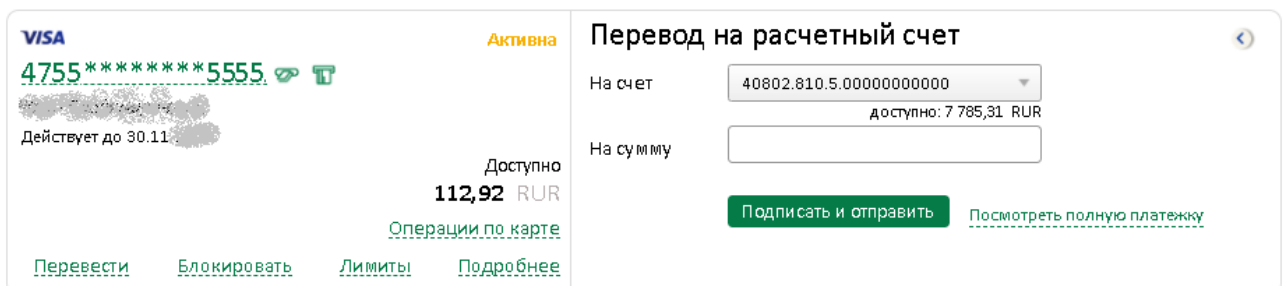 VISA
Активна
4755********5555.
Действует до 30.11
Доступно
112,92 RUR
Операции по карте
Перевести Блокировать Лимиты Подробнее
Перевод на расчетный счет
На счет 40802.810.5.00000000000
доступно: 7 785,31 RUR
На сумму
Подписать и отправить Посмотреть полную платежку